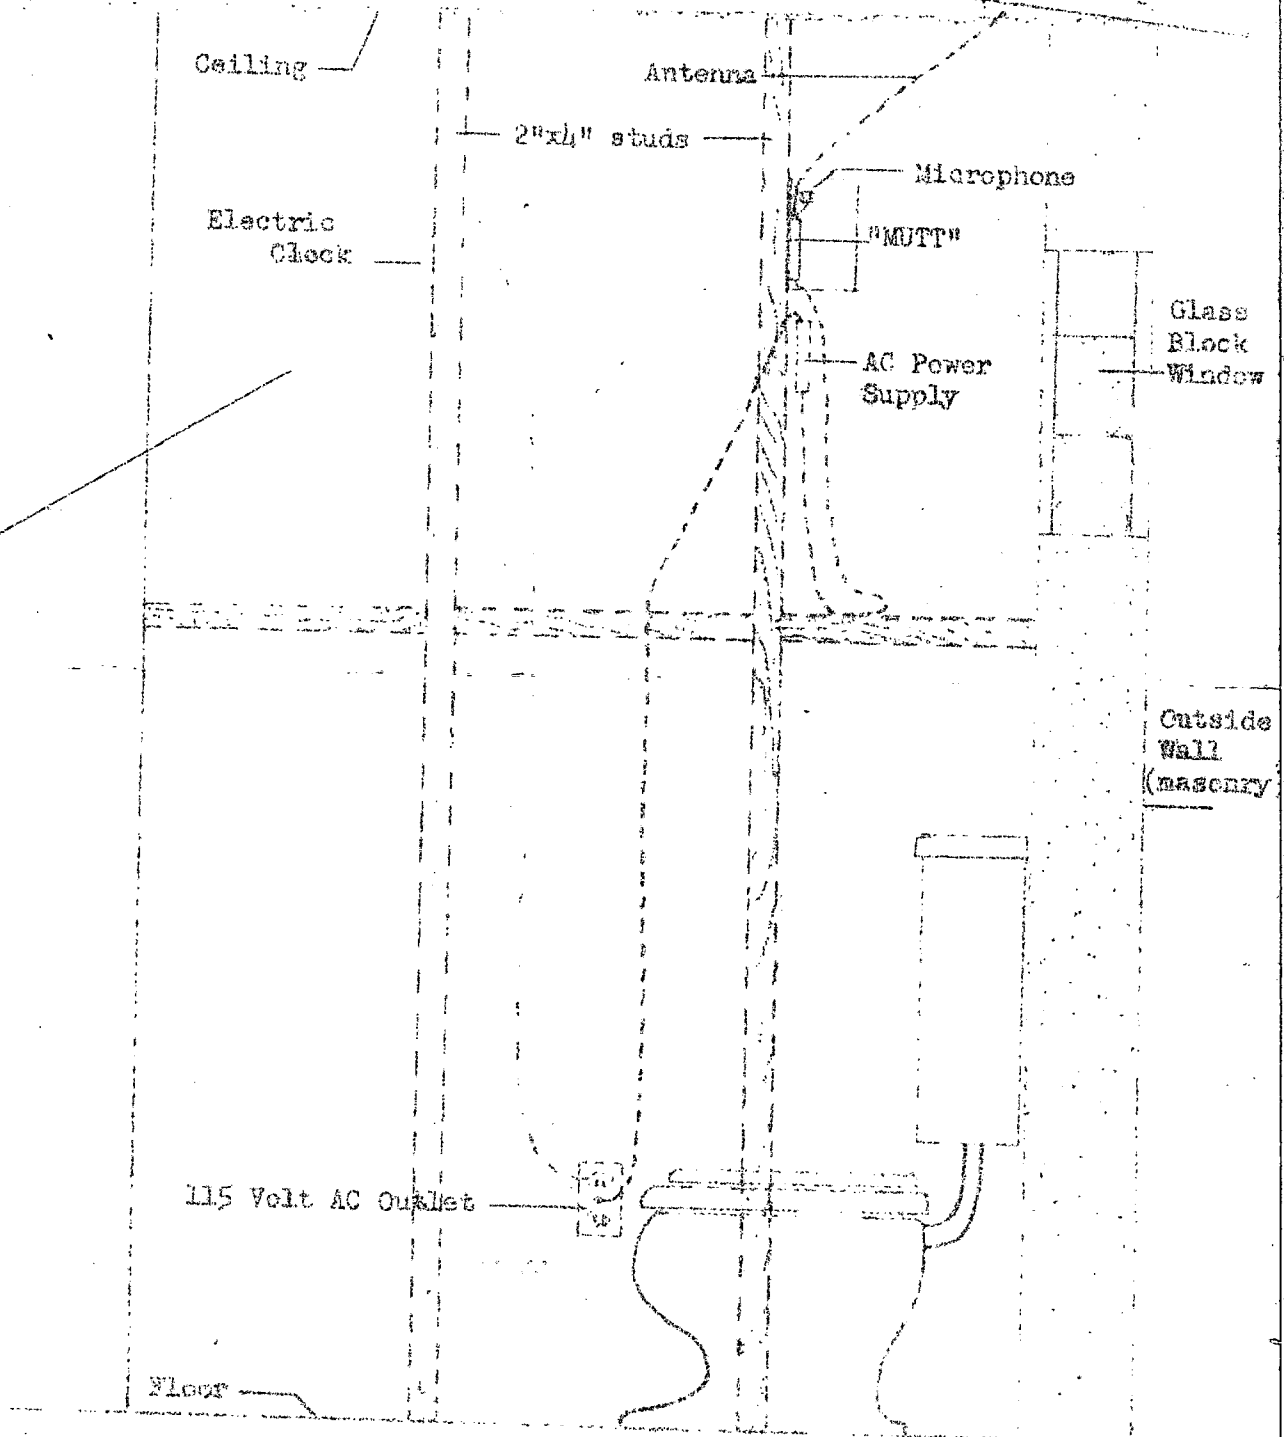 Ceiling
Antenna
2"x4" studs
Microphone
Electric
Clock
"MUTT"
Glass
Block
Window
AC Power
Supply
Outside
Wall
(masonry)
115 Volt AC Outlet
Floor